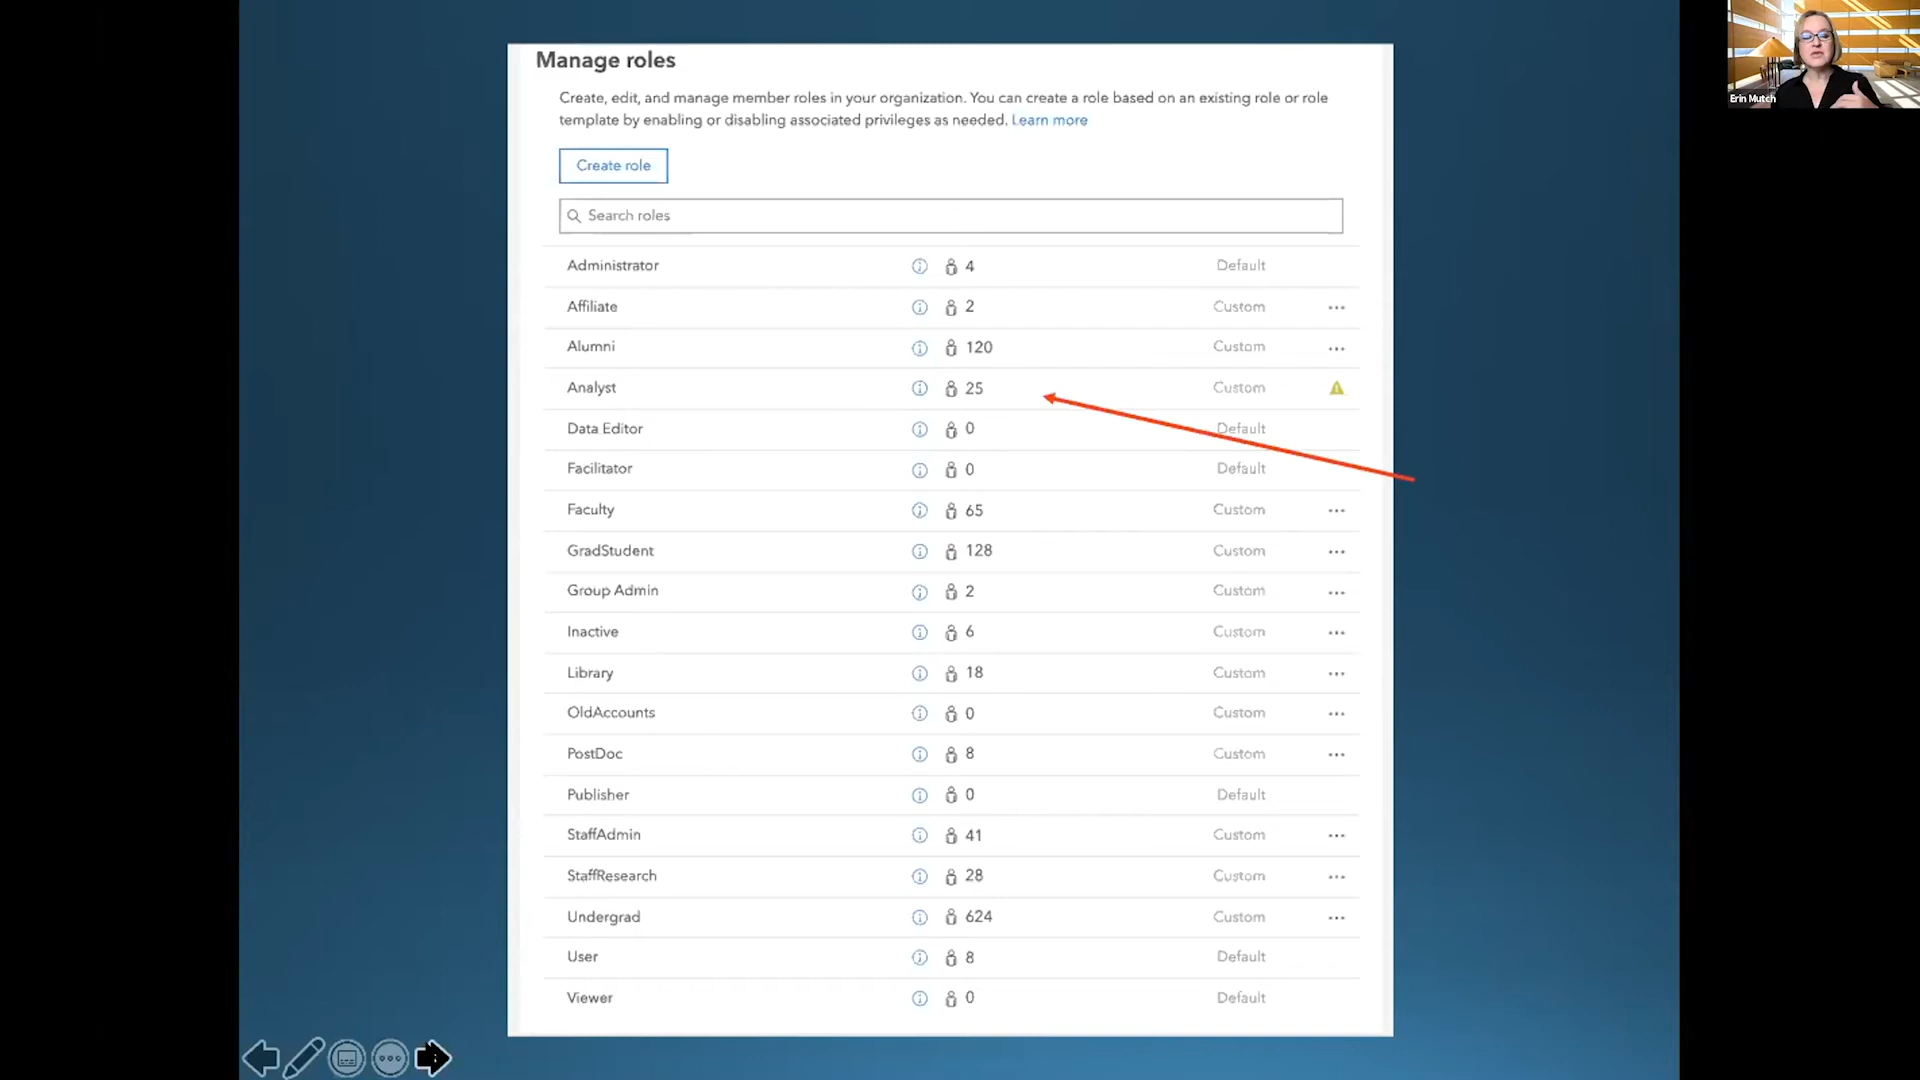 Manage roles
Create, edit, and manage member roles in your organization. You can create a role based on an existing role or role
template by enabling or disabling associated privileges as needed. Learn more
Create role
Search roles
Administrator 4 Default
Affiliate 2 Custom
Alumni 120 Custom
Analyst 25 Custom
Data Editor 0 Default
Facilitator 0 Default
Faculty 65 Custom
GradStudent 128 Custom
Group Admin 2 Custom
Inactive 6 Custom
Library 18 Custom
OldAccounts 0 Custom
PostDoc 8 Custom
Publisher 0 Default
StaffAdmin 41 Custom
StaffResearch 28 Custom
Undergrad 624 Custom
User 8 Default
Viewer 0 Default
Erin Mutch